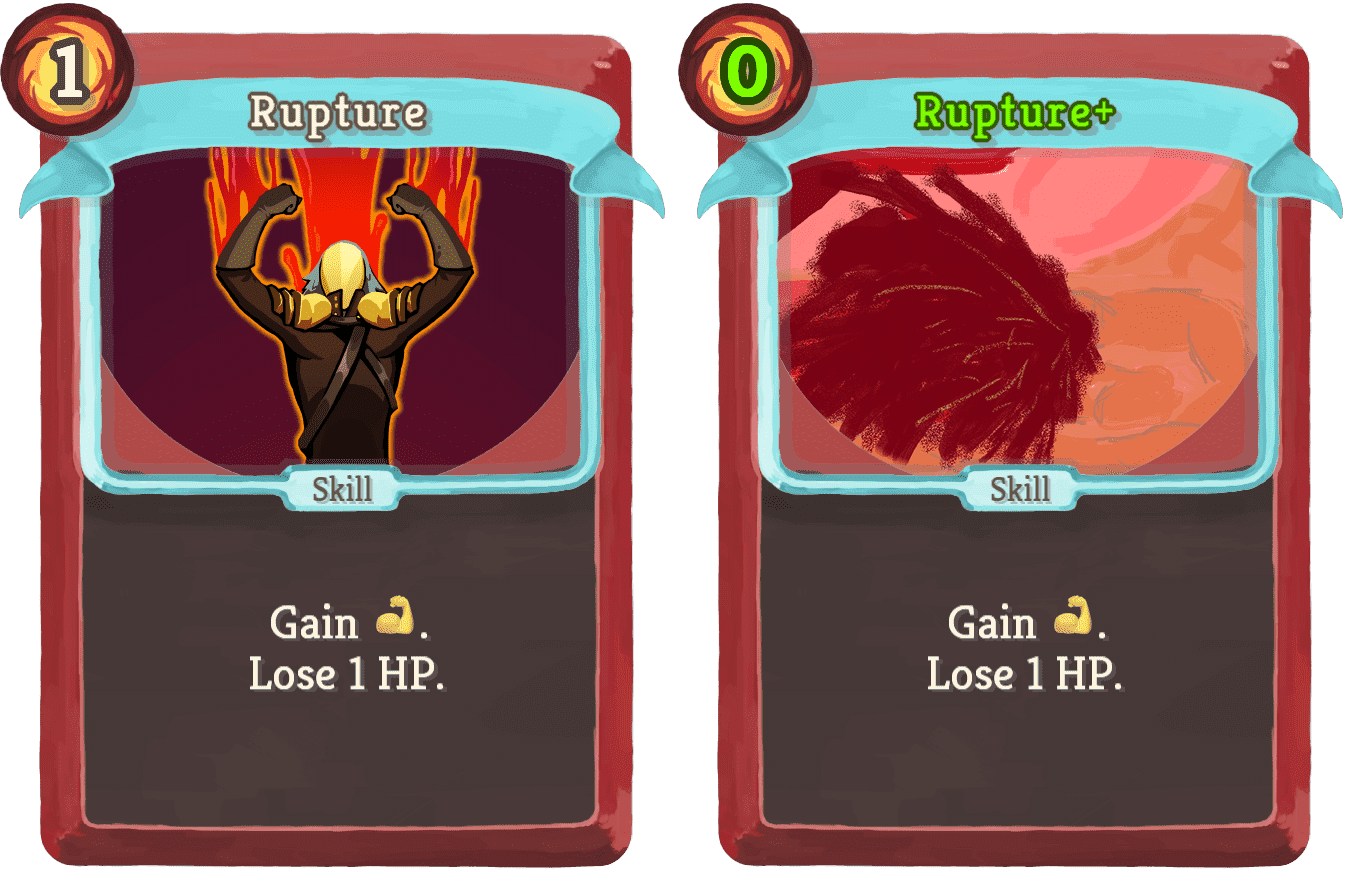 1
Rupture
Skill
Gain 💪.
Lose 1 HP.
0
Rupture+
Skill
Gain 💪.
Lose 1 HP.